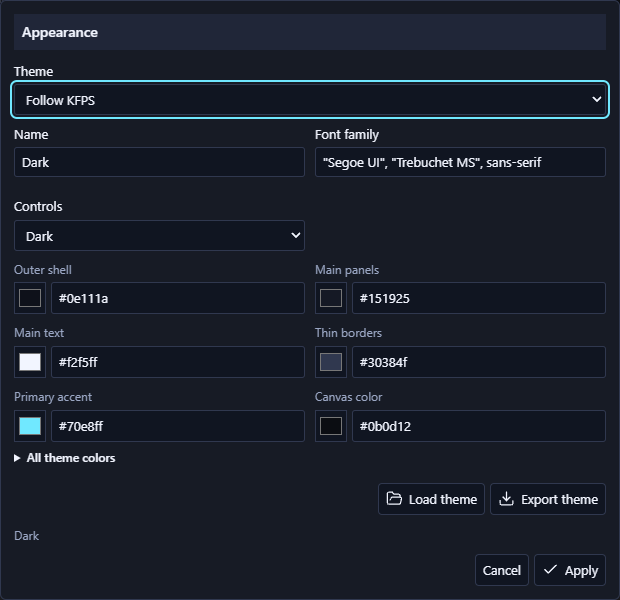 Appearance
Theme
Follow KFPS
Name
Font family
Dark
"Segoe UI", "Trebuchet MS", sans-serif
Controls
Dark
Outer shell
Main panels
#0e111a
#151925
Main text
Thin borders
#f2f5ff
#30384f
Primary accent
Canvas color
#70e8ff
#0b0d12
All theme colors
Load theme
Export theme
Dark
Cancel
Apply